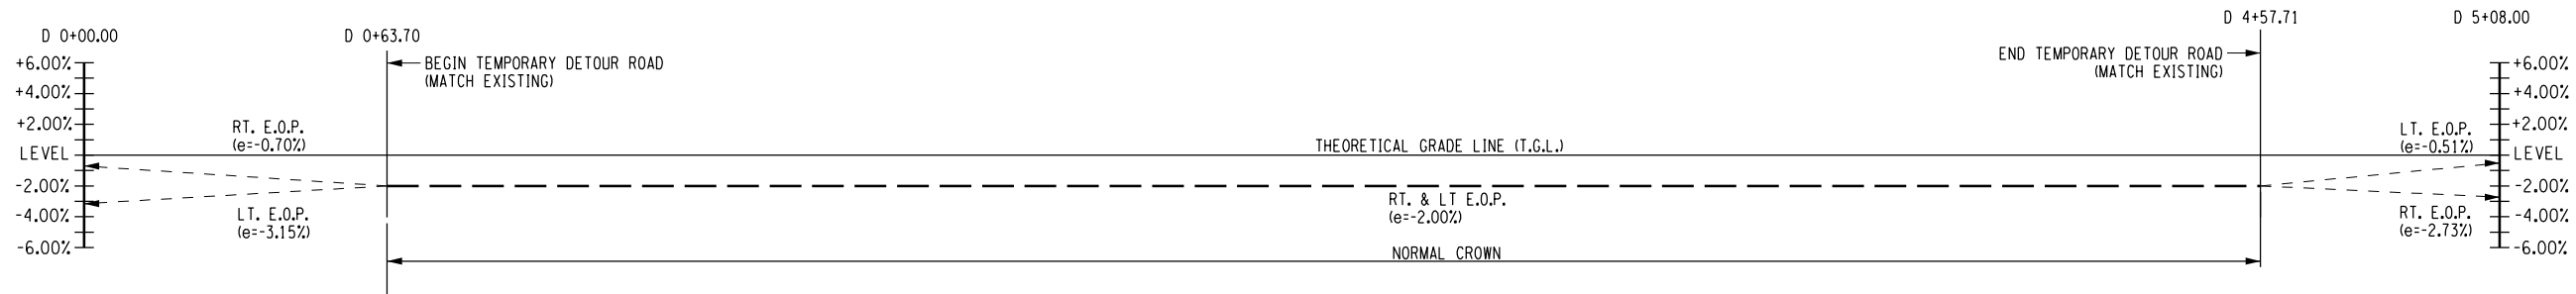 D 0+00.00
D 0+63.70
D 4+57.71
D 5+08.00
BEGIN TEMPORARY DETOUR ROAD
(MATCH EXISTING)
END TEMPORARY DETOUR ROAD
(MATCH EXISTING)
+6.00%
+4.00%
+2.00%
LEVEL
-2.00%
-4.00%
-6.00%
RT. E.O.P.
(e=-0.70%)
LT. E.O.P.
(e=-3.15%)
THEORETICAL GRADE LINE (T.G.L.)
RT. & LT E.O.P.
(e=-2.00%)
NORMAL CROWN
LT. E.O.P.
(e=-0.51%)
RT. E.O.P.
(e=-2.73%)
+6.00%
+4.00%
+2.00%
LEVEL
-2.00%
-4.00%
-6.00%